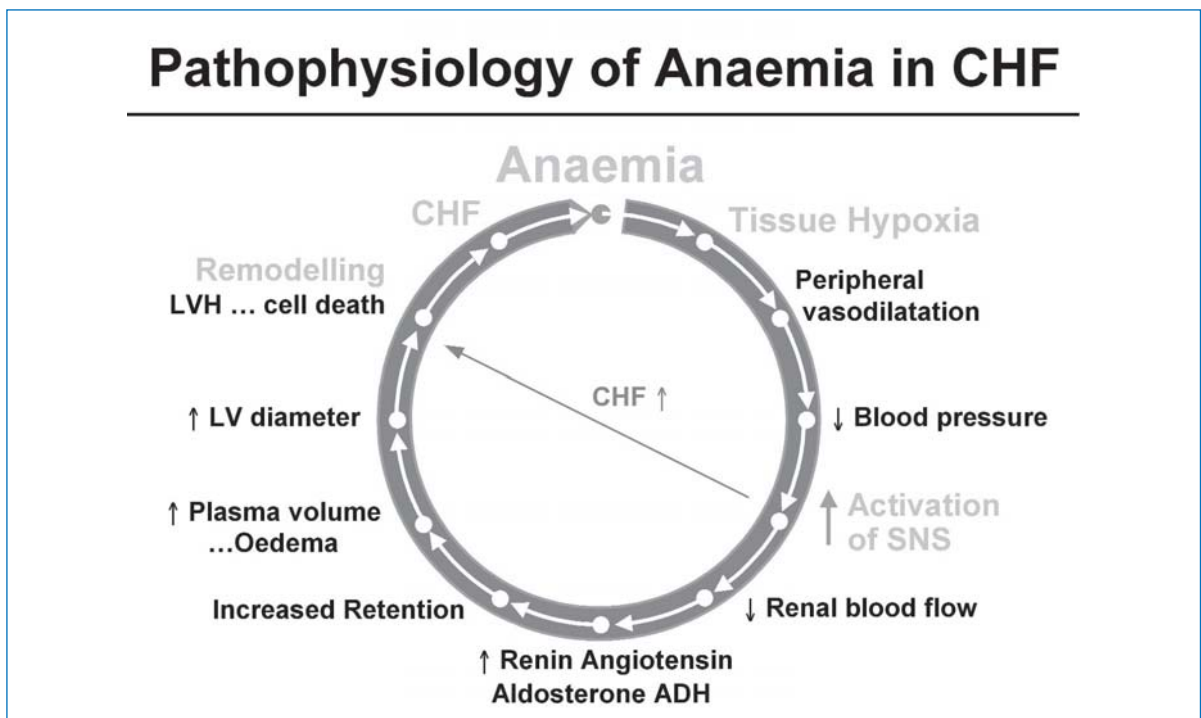 Pathophysiology of Anaemia in CHF
Anaemia
CHF
Tissue Hypoxia
Remodelling
LVH ... cell death
Peripheral
vasodilatation
CHF ↑
↑ LV diameter
↓ Blood pressure
↑ Plasma volume
...Oedema
↑ Activation
of SNS
Increased Retention
↓ Renal blood flow
↑ Renin Angiotensin
Aldosterone ADH